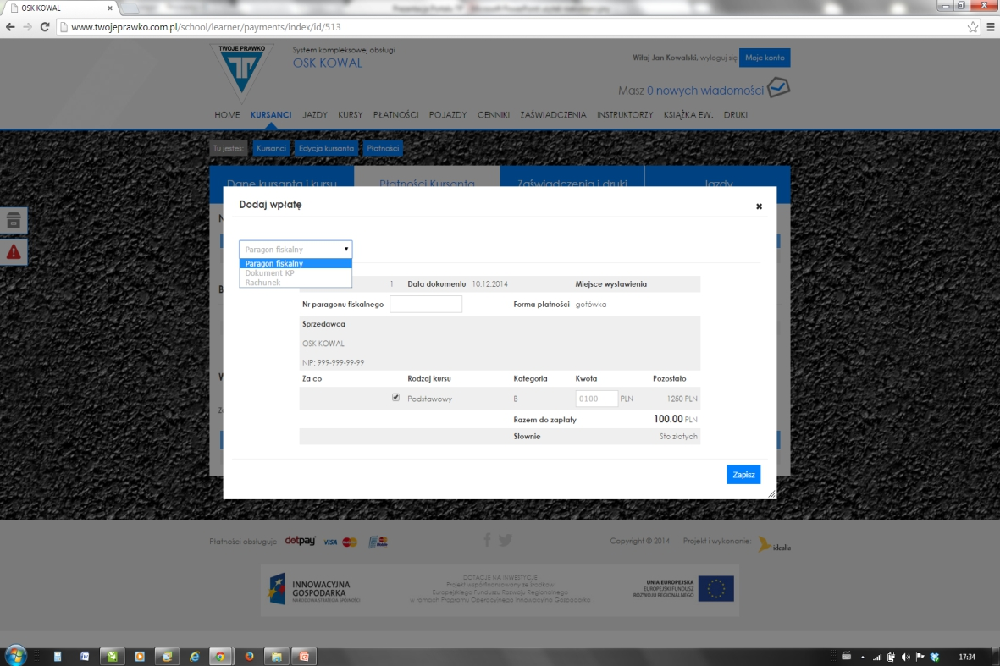 OSK KOWAL
www.twojeprawko.com.pl/school/learner/payments/index/id/513
TWOJE PRAWKO
System kompleksowej obsługi
OSK KOWAL
Witaj Jan Kowalski, wyloguj się
Moje konto
Masz 0 nowych wiadomości
HOME KURSANCI JAZDY KURSY PŁATNOŚCI POJAZDY CENNIKI ZAŚWIADCZENIA INSTRUKTORZY KSIĄŻKA EW. DRUKI
Tu jesteś: Kursanci Edycja kursanta Płatności
Dane kursanta i kursu Płatności Kursanta Zaświadczenia i druki Jazdy
Dodaj wpłatę
Paragon fiskalny
Paragon fiskalny
Dokument KP
Rachunek
1 Data dokumentu 10.12.2014 Miejsce wystawienia
Nr paragonu fiskalnego Forma płatności gotówka
Sprzedawca
OSK KOWAL
NIP: 999-999-99-99
Za co Rodzaj kursu Kategoria Kwota Pozostało
Podstawowy B 0100 PLN 1250 PLN
Razem do zapłaty 100.00 PLN
Słownie Sto złotych
Zapisz
Płatności obsługuje dotpay VISA
Copyright © 2014 Projekt i wykonanie: idealia
INNOWACYJNA
GOSPODARKA
NARODOWA STRATEGIA SPÓJNOŚCI
DOTACJE NA INWESTYCJE
Projekt współfinansowany ze środków
Europejskiego Funduszu Rozwoju Regionalnego
w ramach Programu Operacyjnego Innowacyjna Gospodarka
UNIA EUROPEJSKA
EUROPEJSKI FUNDUSZ
ROZWOJU REGIONALNEGO
17:34